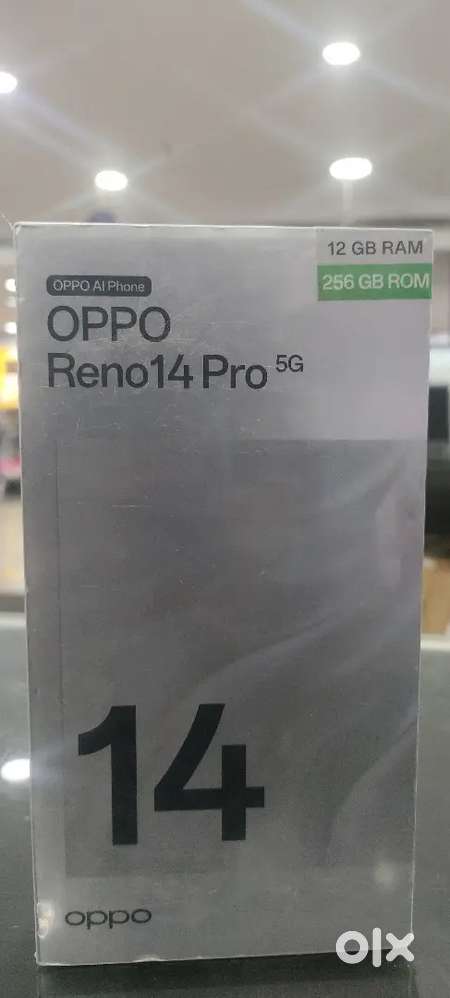 12 GB RAM
256 GB ROM
OPPO AI Phone
OPPO
Reno14 Pro 5G
14
oppo
olx